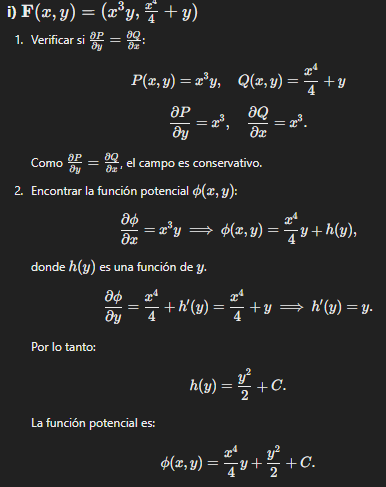 i) F(x, y) = (x³y, x⁴/4 + y)
1. Verificar si ∂P/∂y = ∂Q/∂x:
P(x, y) = x³y, Q(x, y) = x⁴/4 + y
∂P/∂y = x³, ∂Q/∂x = x³.
Como ∂P/∂y = ∂Q/∂x, el campo es conservativo.
2. Encontrar la función potencial ϕ(x, y):
∂ϕ/∂x = x³y ⟹ ϕ(x, y) = x⁴/4 y + h(y),
donde h(y) es una función de y.
∂ϕ/∂y = x⁴/4 + h′(y) = x⁴/4 + y ⟹ h′(y) = y.
Por lo tanto:
h(y) = y²/2 + C.
La función potencial es:
ϕ(x, y) = x⁴/4 y + y²/2 + C.